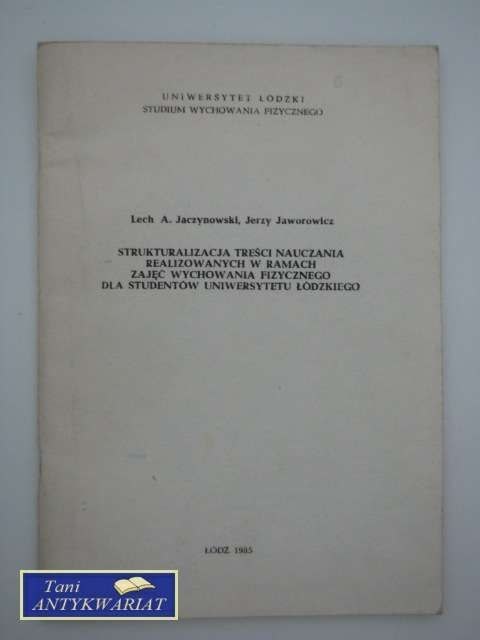 UNIWERSYTET ŁÓDZKI
STUDIUM WYCHOWANIA FIZYCZNEGO
Lech A. Jaczynowski, Jerzy Jaworowicz
STRUKTURALIZACJA TREŚCI NAUCZANIA
REALIZOWANYCH W RAMACH
ZAJĘĆ WYCHOWANIA FIZYCZNEGO
DLA STUDENTÓW UNIWERSYTETU ŁÓDZKIEGO
ŁÓDŹ 1985
Tani
ANTYKWARIAT